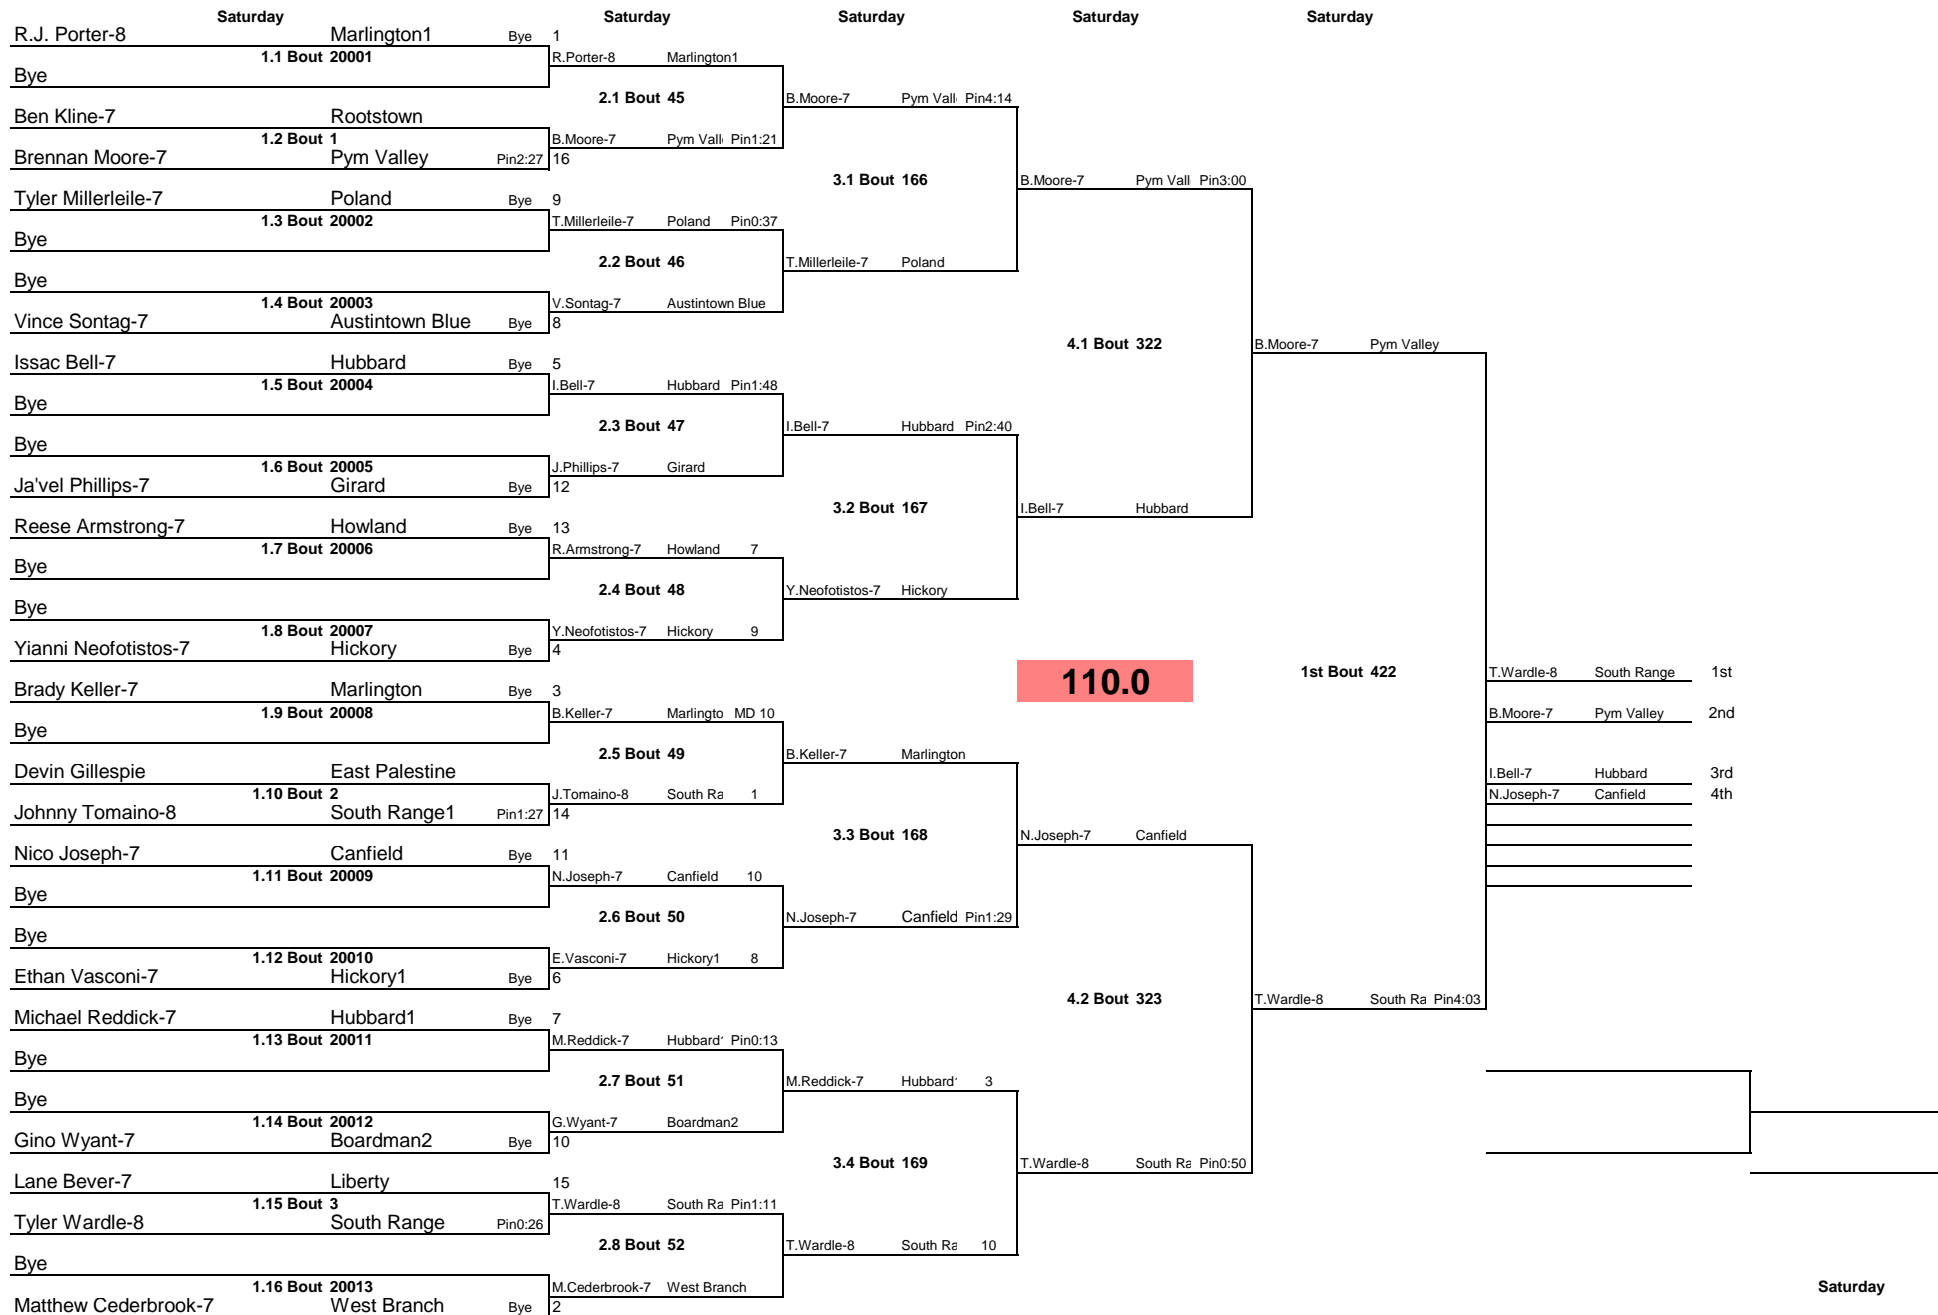 Saturday Saturday Saturday Saturday Saturday
R.J. Porter-8 Marlington1 Bye 1
1.1 Bout 20001 R.Porter-8 Marlington1
Bye
2.1 Bout 45 B.Moore-7 Pym Vall Pin4:14
Ben Kline-7 Rootstown
1.2 Bout 1 B.Moore-7 Pym Vall Pin1:21
Brennan Moore-7 Pym Valley Pin2:27 16
3.1 Bout 166 B.Moore-7 Pym Vall Pin3:00
Tyler Millerleile-7 Poland Bye 9
1.3 Bout 20002 T.Millerleile-7 Poland Pin0:37
Bye
2.2 Bout 46 T.Millerleile-7 Poland
Bye
1.4 Bout 20003 V.Sontag-7 Austintown Blue
Vince Sontag-7 Austintown Blue Bye 8
4.1 Bout 322 B.Moore-7 Pym Valley
Issac Bell-7 Hubbard Bye 5
1.5 Bout 20004 I.Bell-7 Hubbard Pin1:48
Bye
2.3 Bout 47 I.Bell-7 Hubbard Pin2:40
Bye
1.6 Bout 20005 J.Phillips-7 Girard
Ja'vel Phillips-7 Girard Bye 12
3.2 Bout 167 I.Bell-7 Hubbard
Reese Armstrong-7 Howland Bye 13
1.7 Bout 20006 R.Armstrong-7 Howland 7
Bye
2.4 Bout 48 Y.Neofotistos-7 Hickory
Bye
1.8 Bout 20007 Y.Neofotistos-7 Hickory 9
Yianni Neofotistos-7 Hickory Bye 4
110.0 1st Bout 422 T.Wardle-8 South Range 1st
Brady Keller-7 Marlington Bye 3
1.9 Bout 20008 B.Keller-7 Marlingto MD 10 B.Moore-7 Pym Valley 2nd
Bye
2.5 Bout 49 B.Keller-7 Marlington
Devin Gillespie East Palestine I.Bell-7 Hubbard 3rd
1.10 Bout 2 J.Tomaino-8 South Ra 1 N.Joseph-7 Canfield 4th
Johnny Tomaino-8 South Range1 Pin1:27 14
3.3 Bout 168 N.Joseph-7 Canfield
Nico Joseph-7 Canfield Bye 11
1.11 Bout 20009 N.Joseph-7 Canfield 10
Bye
2.6 Bout 50 N.Joseph-7 Canfield Pin1:29
Bye
1.12 Bout 20010 E.Vasconi-7 Hickory1 8
Ethan Vasconi-7 Hickory1 Bye 6
4.2 Bout 323 T.Wardle-8 South Ra Pin4:03
Michael Reddick-7 Hubbard1 Bye 7
1.13 Bout 20011 M.Reddick-7 Hubbard Pin0:13
Bye
2.7 Bout 51 M.Reddick-7 Hubbard 3
Bye
1.14 Bout 20012 G.Wyant-7 Boardman2
Gino Wyant-7 Boardman2 Bye 10
3.4 Bout 169 T.Wardle-8 South Ra Pin0:50
Lane Bever-7 Liberty 15
1.15 Bout 3 T.Wardle-8 South Ra Pin1:11
Tyler Wardle-8 South Range Pin0:26
2.8 Bout 52 T.Wardle-8 South Ra 10
Bye
1.16 Bout 20013 M.Cederbrook-7 West Branch Saturday
Matthew Cederbrook-7 West Branch Bye 2